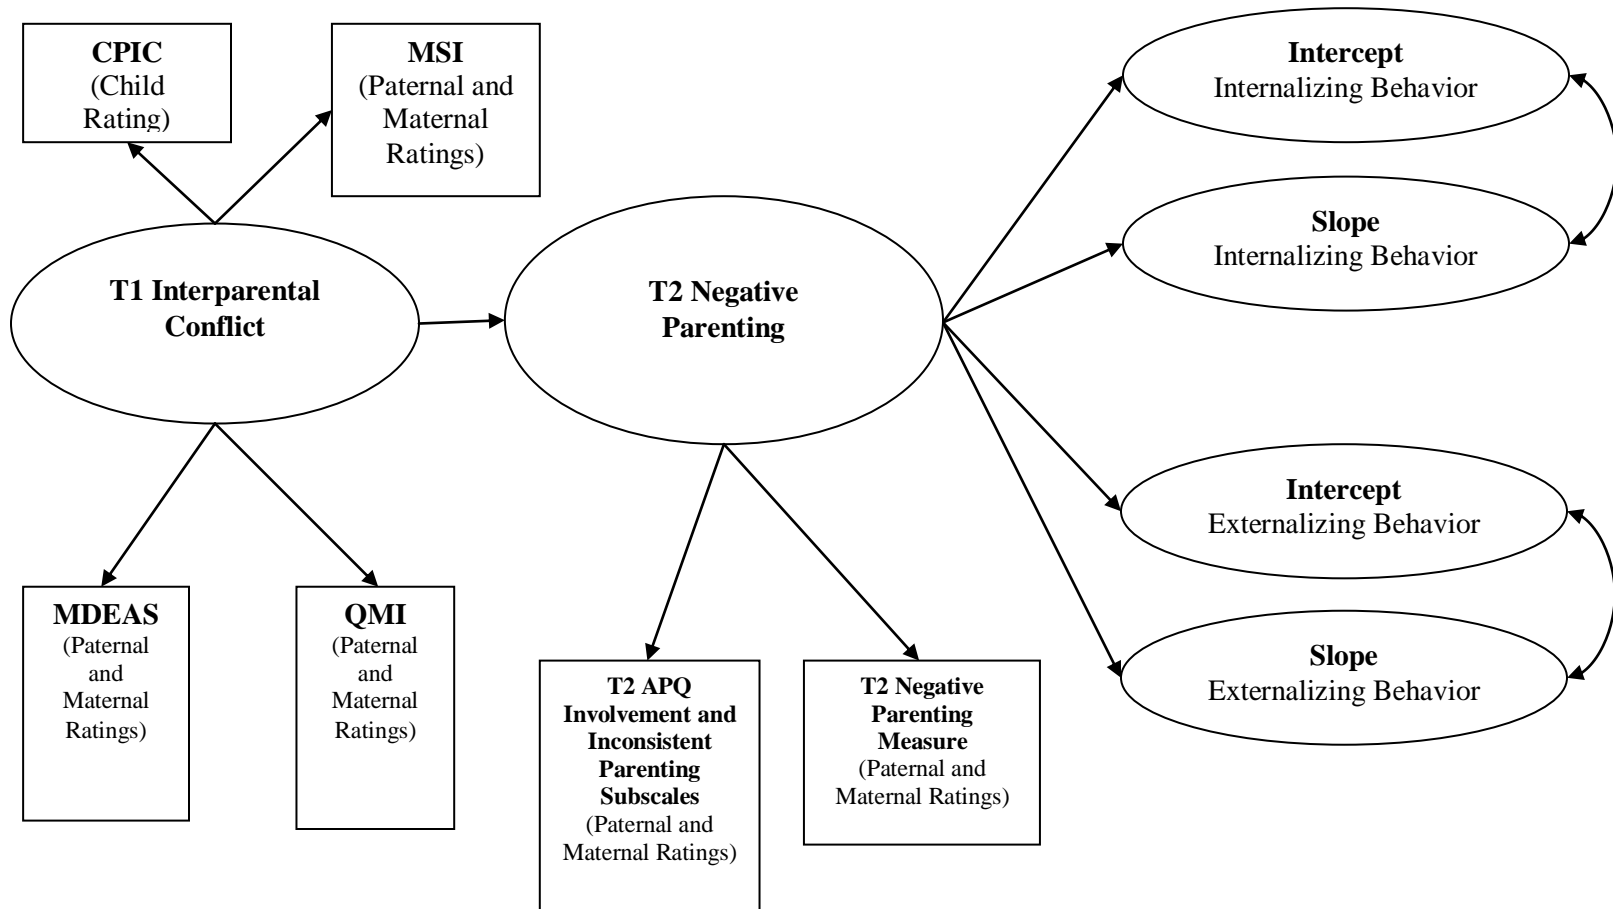 CPIC
(Child
Rating)
MSI
(Paternal and
Maternal
Ratings)
Intercept
Internalizing Behavior
Slope
Internalizing Behavior
T1 Interparental
Conflict
T2 Negative
Parenting
Intercept
Externalizing Behavior
Slope
Externalizing Behavior
MDEAS
(Paternal
and
Maternal
Ratings)
QMI
(Paternal
and
Maternal
Ratings)
T2 APQ
Involvement and
Inconsistent
Parenting
Subscales
(Paternal and
Maternal Ratings)
T2 Negative
Parenting
Measure
(Paternal and
Maternal Ratings)